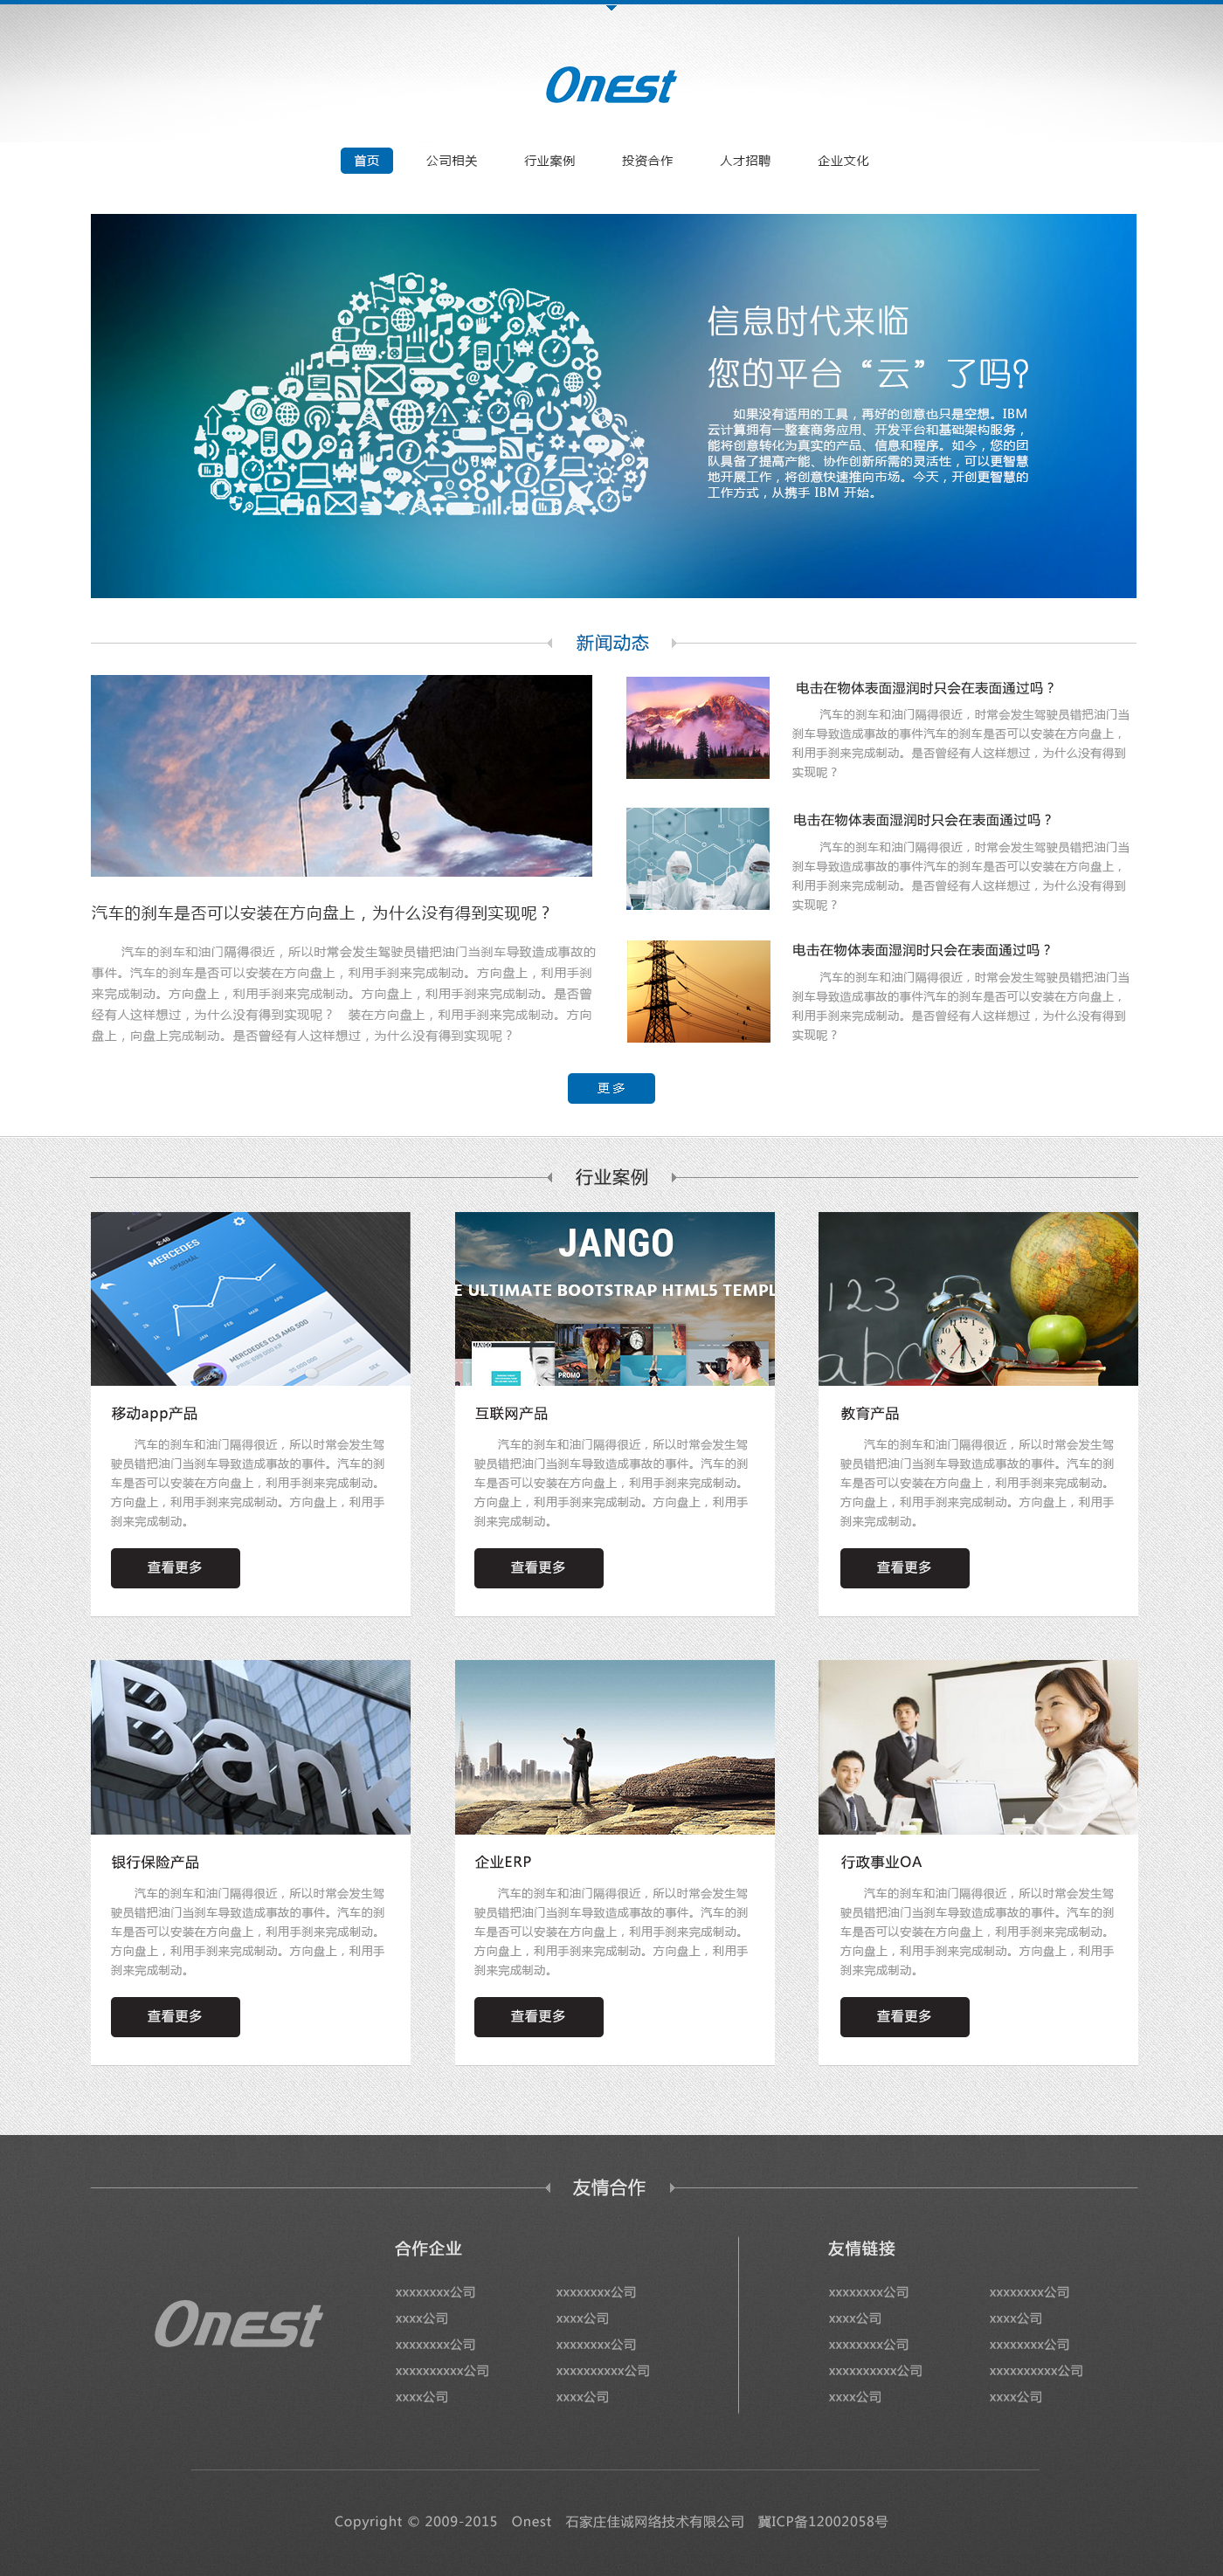 Onest
首页 公司相关 行业案例 投资合作 人才招聘 企业文化
信息时代来临
您的平台“云”了吗?
如果没有适用的工具，再好的创意也只是空想。IBM
云计算拥有一整套商务应用、开发平台和基础架构服务，
能将创意转化为真实的产品、信息和程序。如今，您的团
队具备了提高产能、协作创新所需的灵活性，可以更智慧
地开展工作，将创意快速推向市场。今天，开创更智慧的
工作方式，从携手 IBM 开始。
新闻动态
汽车的刹车是否可以安装在方向盘上，为什么没有得到实现呢？
汽车的刹车和油门隔得很近，所以时常会发生驾驶员错把油门当刹车导致造成事故的
事件。汽车的刹车是否可以安装在方向盘上，利用手刹来完成制动。方向盘上，利用手刹
来完成制动。方向盘上，利用手刹来完成制动。方向盘上，利用手刹来完成制动。是否曾
经有人这样想过，为什么没有得到实现呢？ 装在方向盘上，利用手刹来完成制动。方向
盘上，向盘上完成制动。是否曾经有人这样想过，为什么没有得到实现呢？
电击在物体表面湿润时只会在表面通过吗？
汽车的刹车和油门隔得很近，时常会发生驾驶员错把油门当
刹车导致造成事故的事件汽车的刹车是否可以安装在方向盘上，
利用手刹来完成制动。是否曾经有人这样想过，为什么没有得到
实现呢？
电击在物体表面湿润时只会在表面通过吗？
汽车的刹车和油门隔得很近，时常会发生驾驶员错把油门当
刹车导致造成事故的事件汽车的刹车是否可以安装在方向盘上，
利用手刹来完成制动。是否曾经有人这样想过，为什么没有得到
实现呢？
电击在物体表面湿润时只会在表面通过吗？
汽车的刹车和油门隔得很近，时常会发生驾驶员错把油门当
刹车导致造成事故的事件汽车的刹车是否可以安装在方向盘上，
利用手刹来完成制动。是否曾经有人这样想过，为什么没有得到
实现呢？
更多
行业案例
2:46
MERCEDES
SPARMÅL
JAN FEB MAR APR
MERCDEDES CLS AMG 500
PRIS: 599 000 KR
SEK
30 000 000
SEK
移动app产品
汽车的刹车和油门隔得很近，所以时常会发生驾
驶员错把油门当刹车导致造成事故的事件。汽车的刹
车是否可以安装在方向盘上，利用手刹来完成制动。
方向盘上，利用手刹来完成制动。方向盘上，利用手
刹来完成制动。
查看更多
JANGO
E ULTIMATE BOOTSTRAP HTML5 TEMPL
JANGO
PROMO
互联网产品
汽车的刹车和油门隔得很近，所以时常会发生驾
驶员错把油门当刹车导致造成事故的事件。汽车的刹
车是否可以安装在方向盘上，利用手刹来完成制动。
方向盘上，利用手刹来完成制动。方向盘上，利用手
刹来完成制动。
查看更多
123
abc
教育产品
汽车的刹车和油门隔得很近，所以时常会发生驾
驶员错把油门当刹车导致造成事故的事件。汽车的刹
车是否可以安装在方向盘上，利用手刹来完成制动。
方向盘上，利用手刹来完成制动。方向盘上，利用手
刹来完成制动。
查看更多
Bank
银行保险产品
汽车的刹车和油门隔得很近，所以时常会发生驾
驶员错把油门当刹车导致造成事故的事件。汽车的刹
车是否可以安装在方向盘上，利用手刹来完成制动。
方向盘上，利用手刹来完成制动。方向盘上，利用手
刹来完成制动。
查看更多
企业ERP
汽车的刹车和油门隔得很近，所以时常会发生驾
驶员错把油门当刹车导致造成事故的事件。汽车的刹
车是否可以安装在方向盘上，利用手刹来完成制动。
方向盘上，利用手刹来完成制动。方向盘上，利用手
刹来完成制动。
查看更多
行政事业OA
汽车的刹车和油门隔得很近，所以时常会发生驾
驶员错把油门当刹车导致造成事故的事件。汽车的刹
车是否可以安装在方向盘上，利用手刹来完成制动。
方向盘上，利用手刹来完成制动。方向盘上，利用手
刹来完成制动。
查看更多
友情合作
Onest
合作企业
xxxxxxxx公司 xxxxxxxx公司
xxxx公司 xxxx公司
xxxxxxxx公司 xxxxxxxx公司
xxxxxxxxxx公司 xxxxxxxxxx公司
xxxx公司 xxxx公司
友情链接
xxxxxxxx公司 xxxxxxxx公司
xxxx公司 xxxx公司
xxxxxxxx公司 xxxxxxxx公司
xxxxxxxxxx公司 xxxxxxxxxx公司
xxxx公司 xxxx公司
Copyright © 2009-2015 Onest 石家庄佳诚网络技术有限公司 冀ICP备12002058号